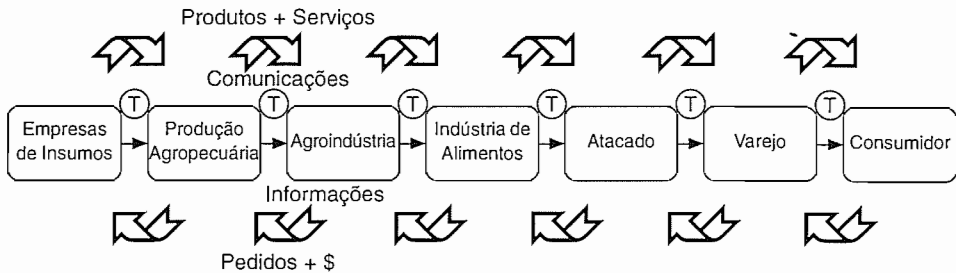 Produtos + Serviços
Comunicações
T T T T T T
Empresas
de Insumos
Produção
Agropecuária
Agroindústria
Indústria de
Alimentos
Atacado
Varejo
Consumidor
Informações
Pedidos + $